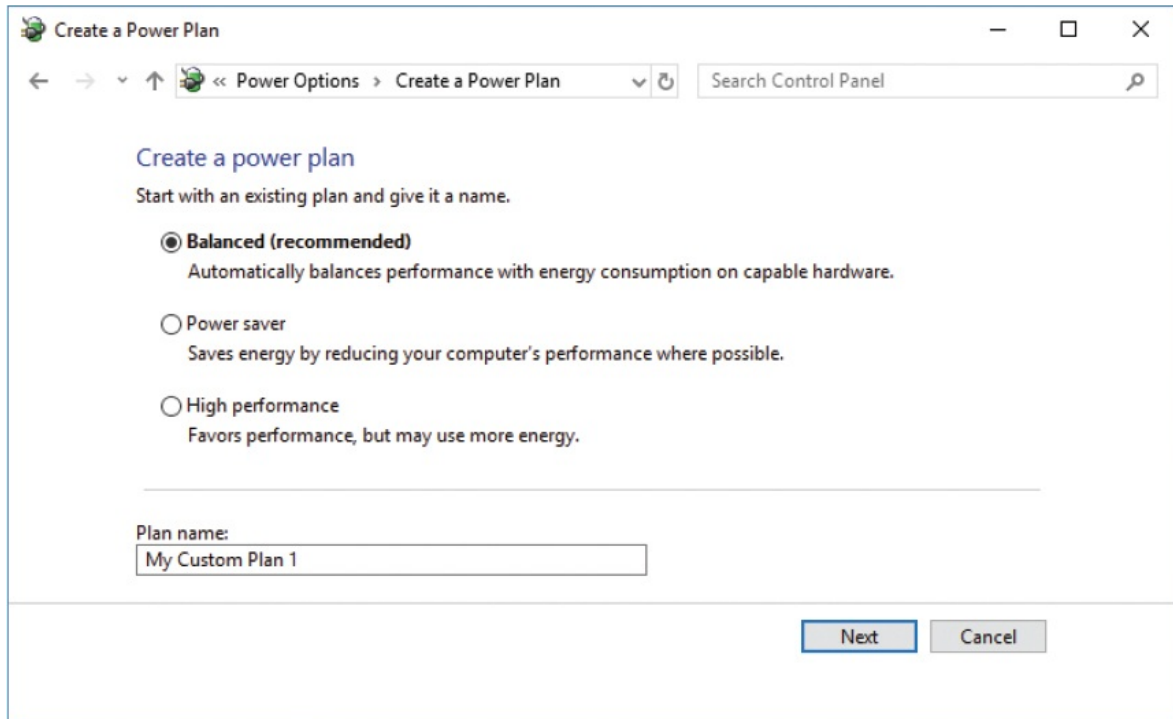 Create a Power Plan
« Power Options > Create a Power Plan
Search Control Panel
Create a power plan
Start with an existing plan and give it a name.
Balanced (recommended)
Automatically balances performance with energy consumption on capable hardware.
Power saver
Saves energy by reducing your computer's performance where possible.
High performance
Favors performance, but may use more energy.
Plan name:
My Custom Plan 1
Next
Cancel